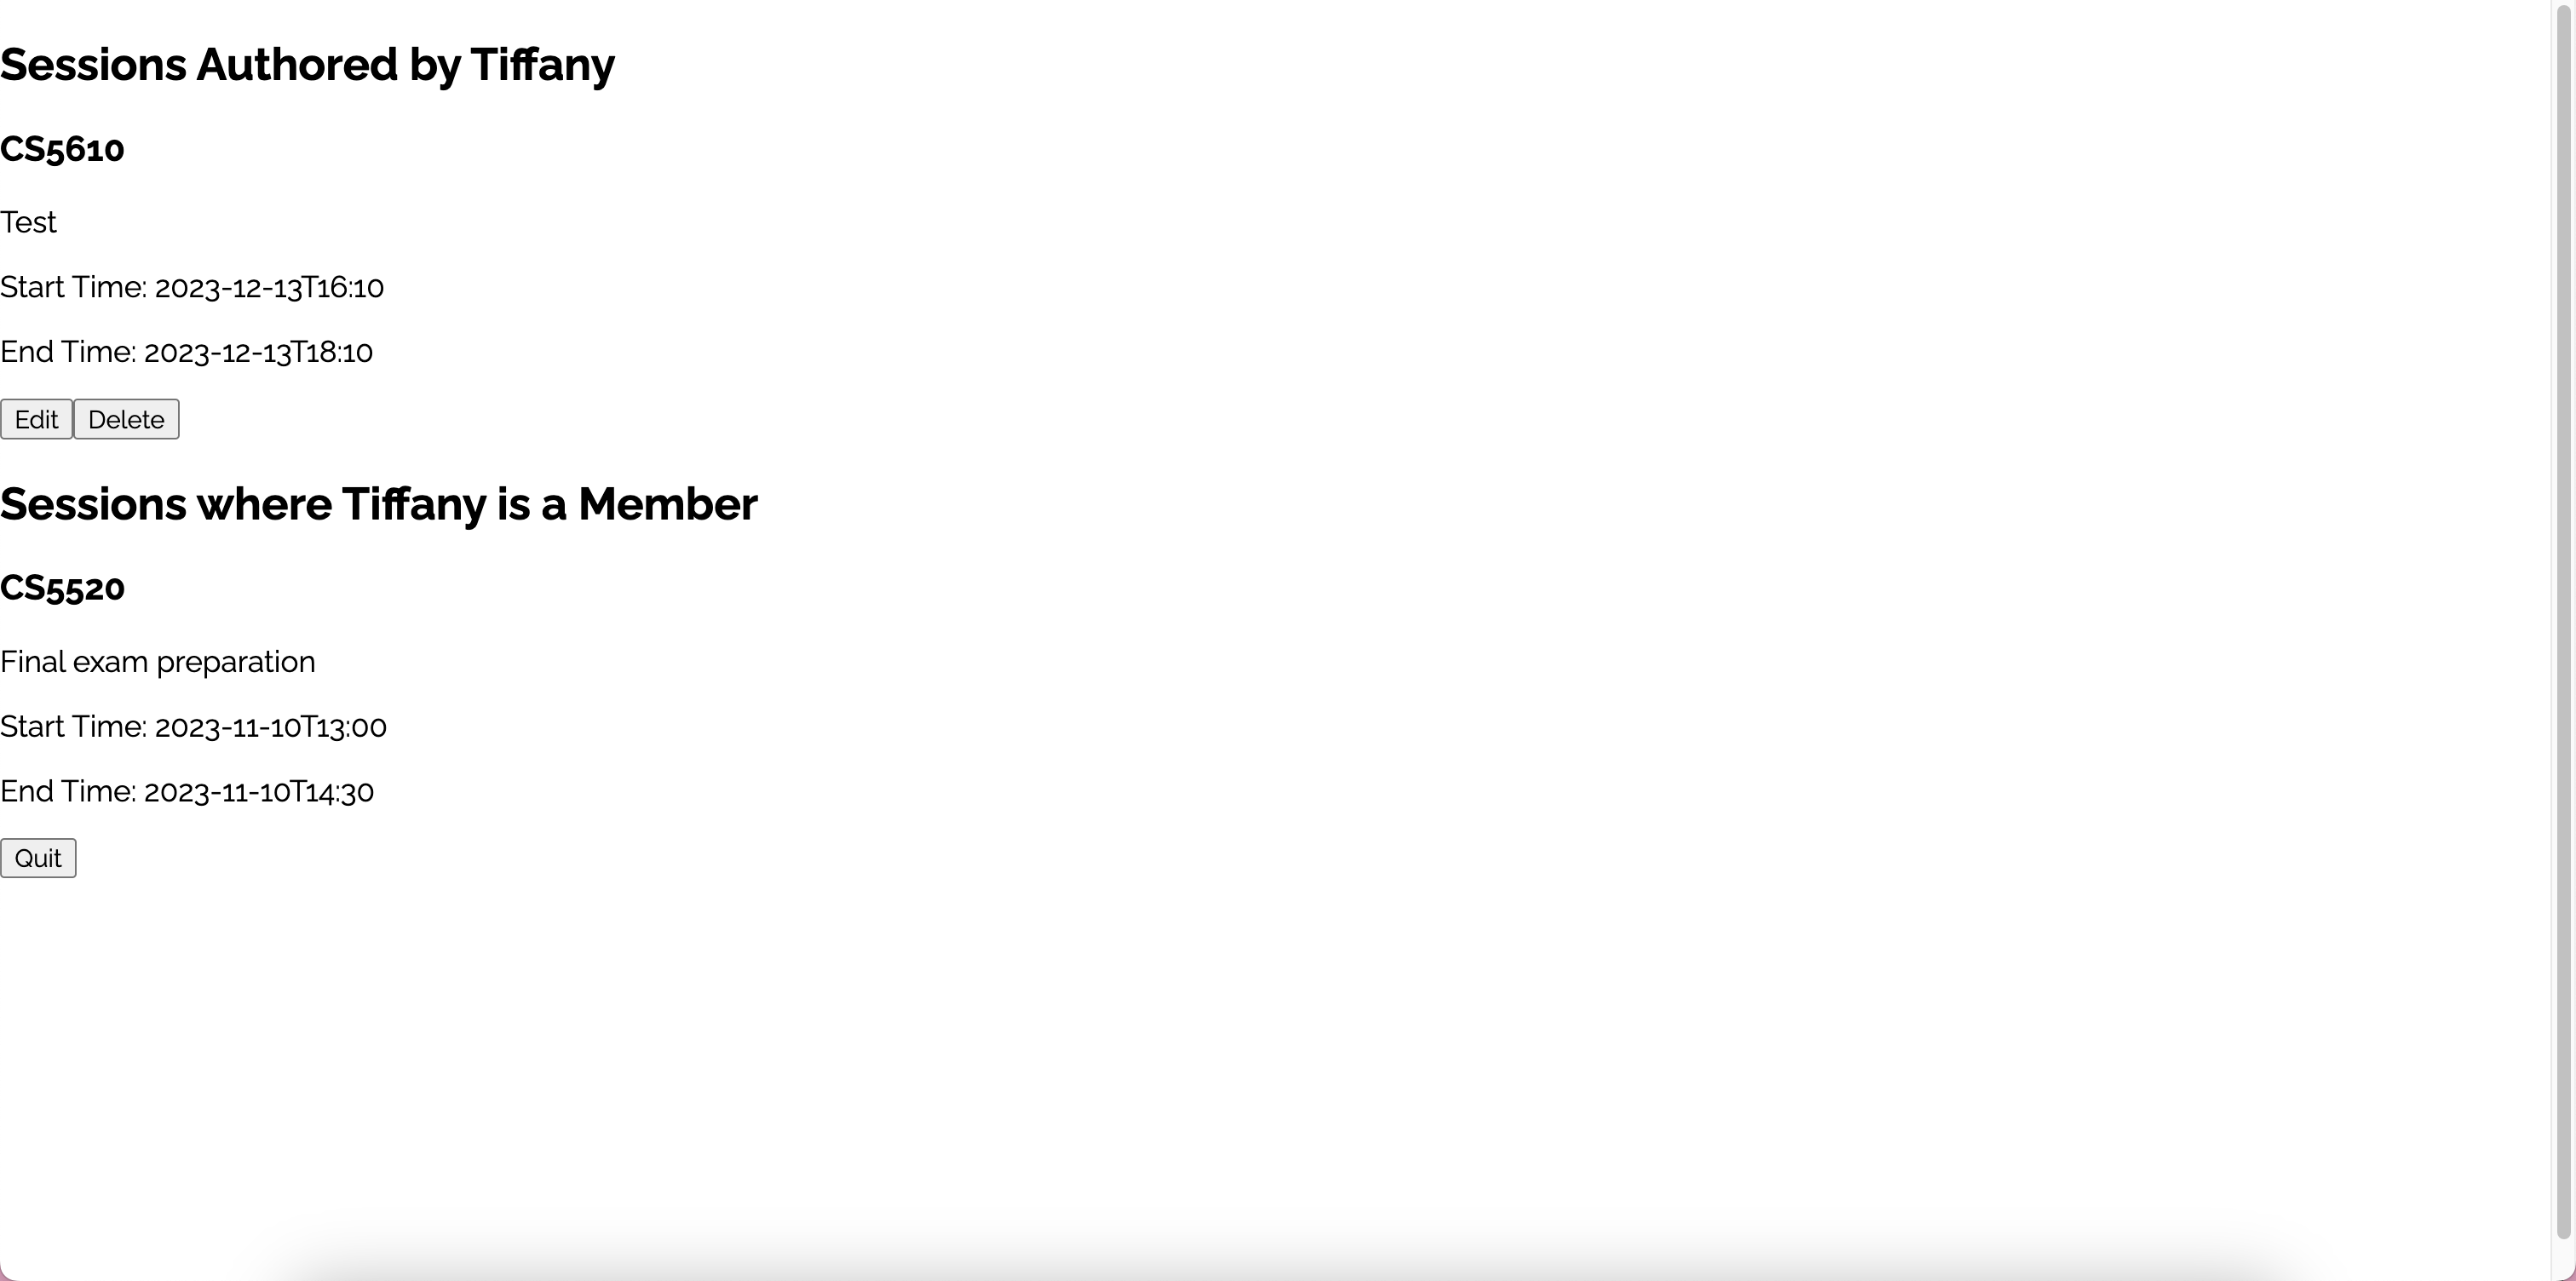 Sessions Authored by Tiffany
CS5610
Test
Start Time: 2023-12-13T16:10
End Time: 2023-12-13T18:10
Edit Delete
Sessions where Tiffany is a Member
CS5520
Final exam preparation
Start Time: 2023-11-10T13:00
End Time: 2023-11-10T14:30
Quit